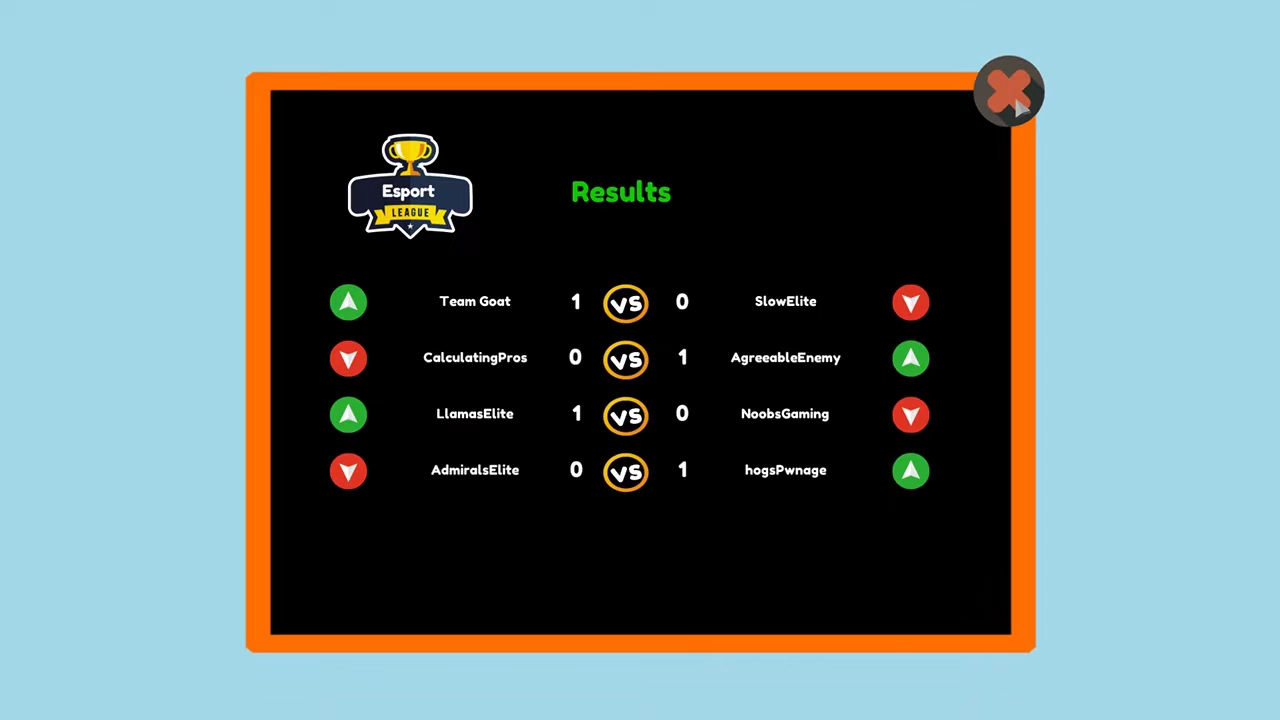 Esport
LEAGUE
Results
Team Goat 1 VS 0 SlowElite
CalculatingPros 0 VS 1 AgreeableEnemy
LlamasElite 1 VS 0 NoobsGaming
AdmiralsElite 0 VS 1 hogsPwnage